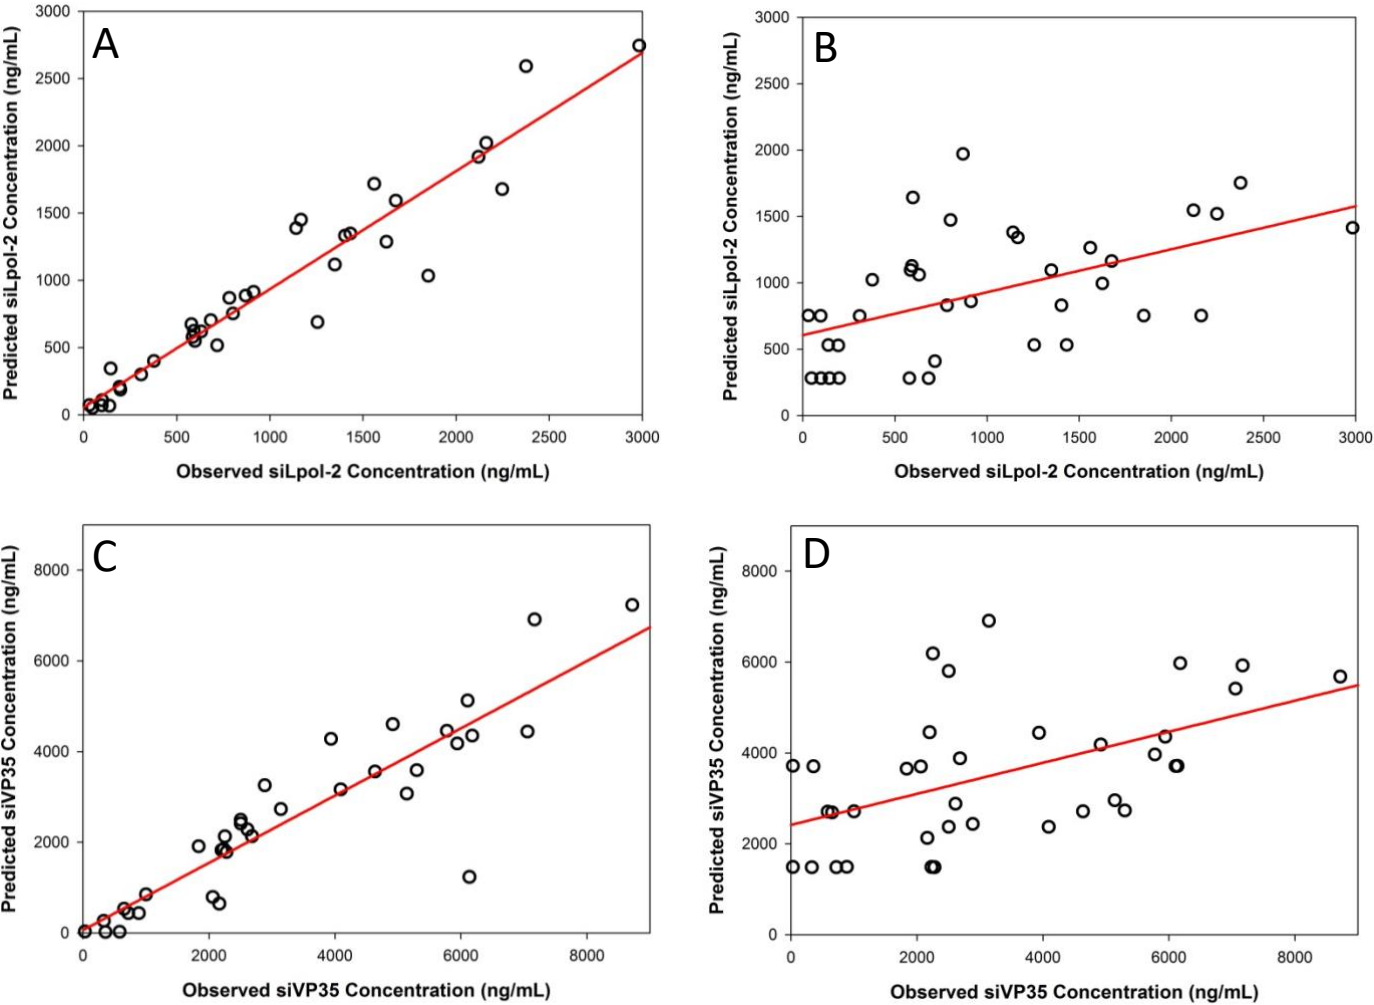 A
Predicted siLpol-2 Concentration (ng/mL)
3000
2500
2000
1500
1000
500
0
0 500 1000 1500 2000 2500 3000
Observed siLpol-2 Concentration (ng/mL)
B
Predicted siLpol-2 Concentration (ng/mL)
3000
2500
2000
1500
1000
500
0
0 500 1000 1500 2000 2500 3000
Observed siLpol-2 Concentration (ng/mL)
C
Predicted siVP35 Concentration (ng/mL)
8000
6000
4000
2000
0
0 2000 4000 6000 8000
Observed siVP35 Concentration (ng/mL)
D
Predicted siVP35 Concentration (ng/mL)
8000
6000
4000
2000
0
0 2000 4000 6000 8000
Observed siVP35 Concentration (ng/mL)